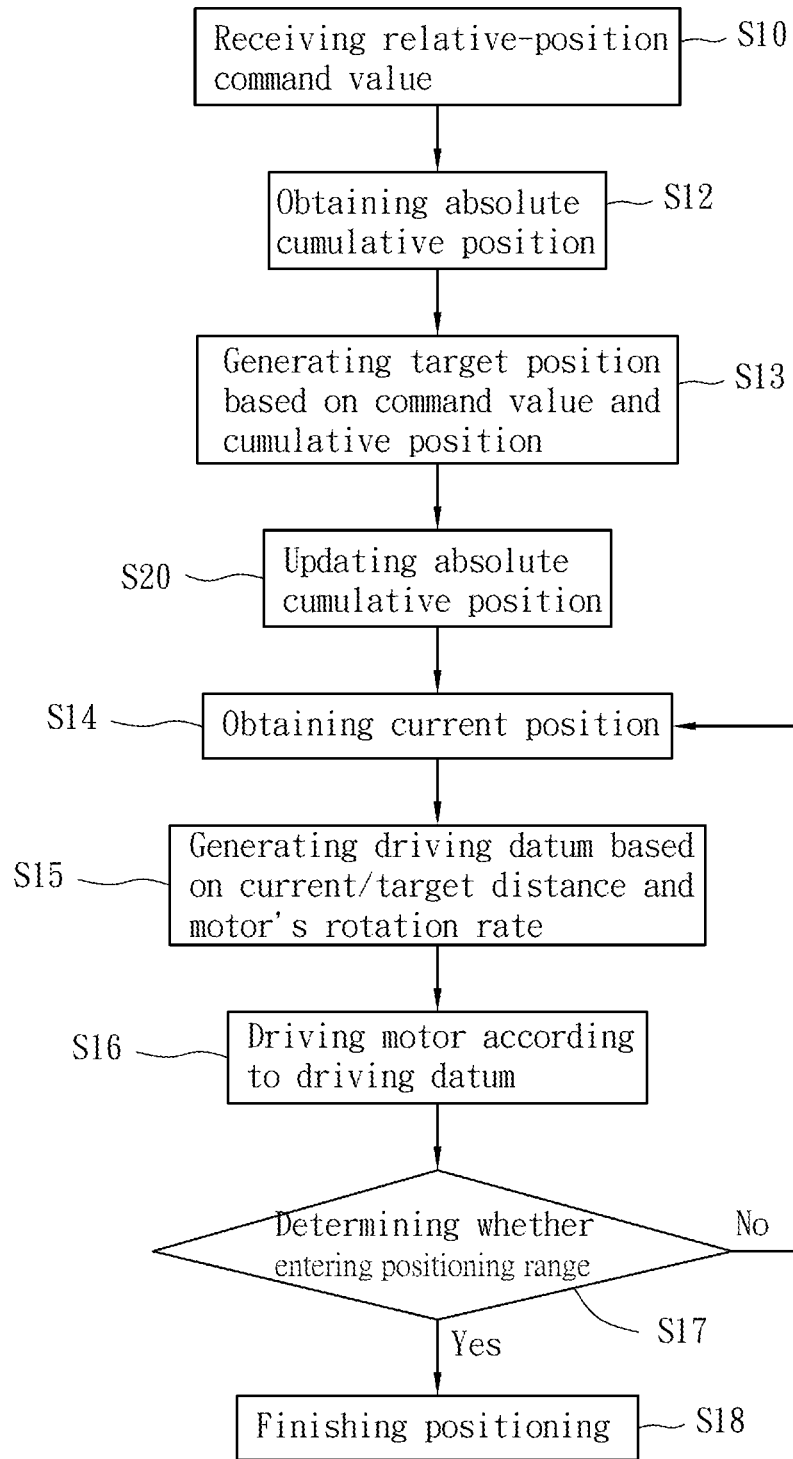 Receiving relative-position
command value
S10
Obtaining absolute
cumulative position
S12
Generating target position
based on command value and
cumulative position
S13
S20
Updating absolute
cumulative position
S14
Obtaining current position
S15
Generating driving datum based
on current/target distance and
motor's rotation rate
S16
Driving motor according
to driving datum
Determining whether
entering positioning range
No
S17
Yes
Finishing positioning
S18